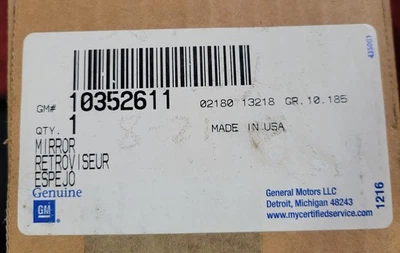 435001
GM# 10352611 02180 13218 GR.10.185
QTY. 1 MADE IN USA
MIRROR
RETROVISEUR
ESPEJO
Genuine
GM
General Motors LLC
Detroit, Michigan 48243
www.mycertifiedservice.com
1216